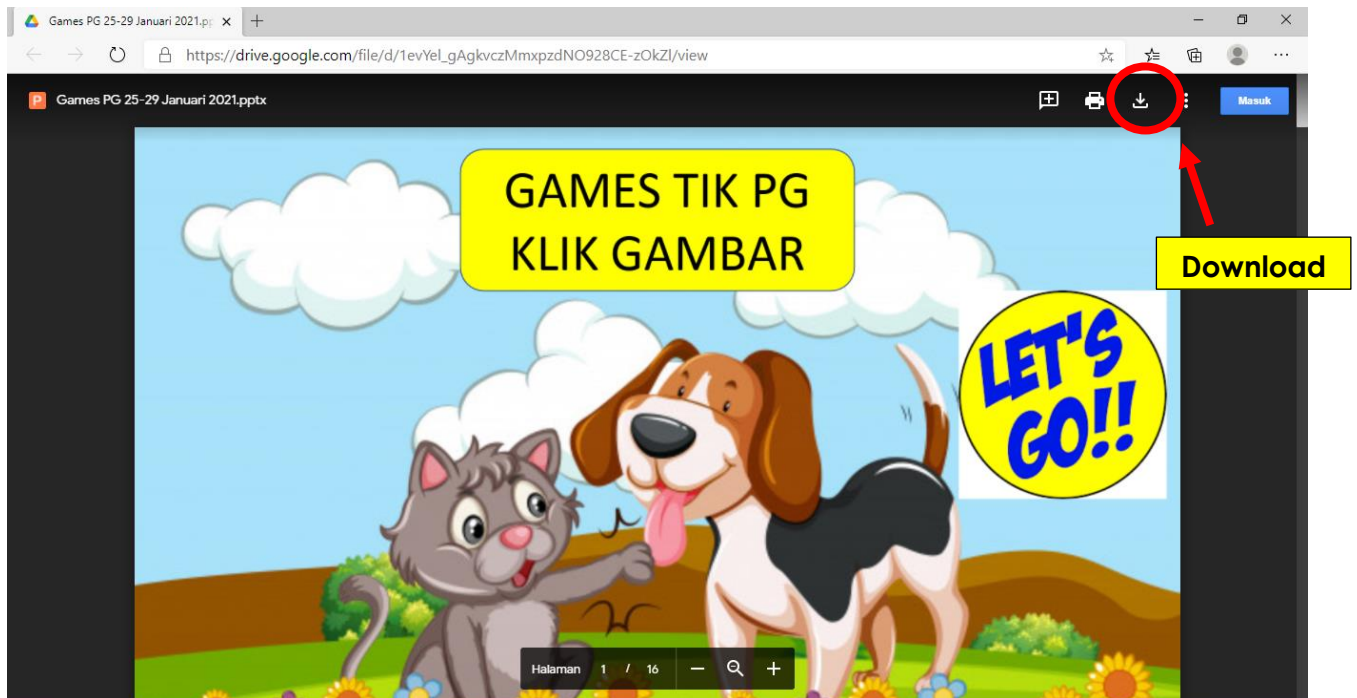 Games PG 25-29 Januari 2021.pp
https://drive.google.com/file/d/1evYel_gAgkvczMmxpzdNO928CE-zOkZl/view
Games PG 25-29 Januari 2021.pptx
Masuk
GAMES TIK PG
KLIK GAMBAR
Download
LET'S
GO!!
Halaman 1 / 16